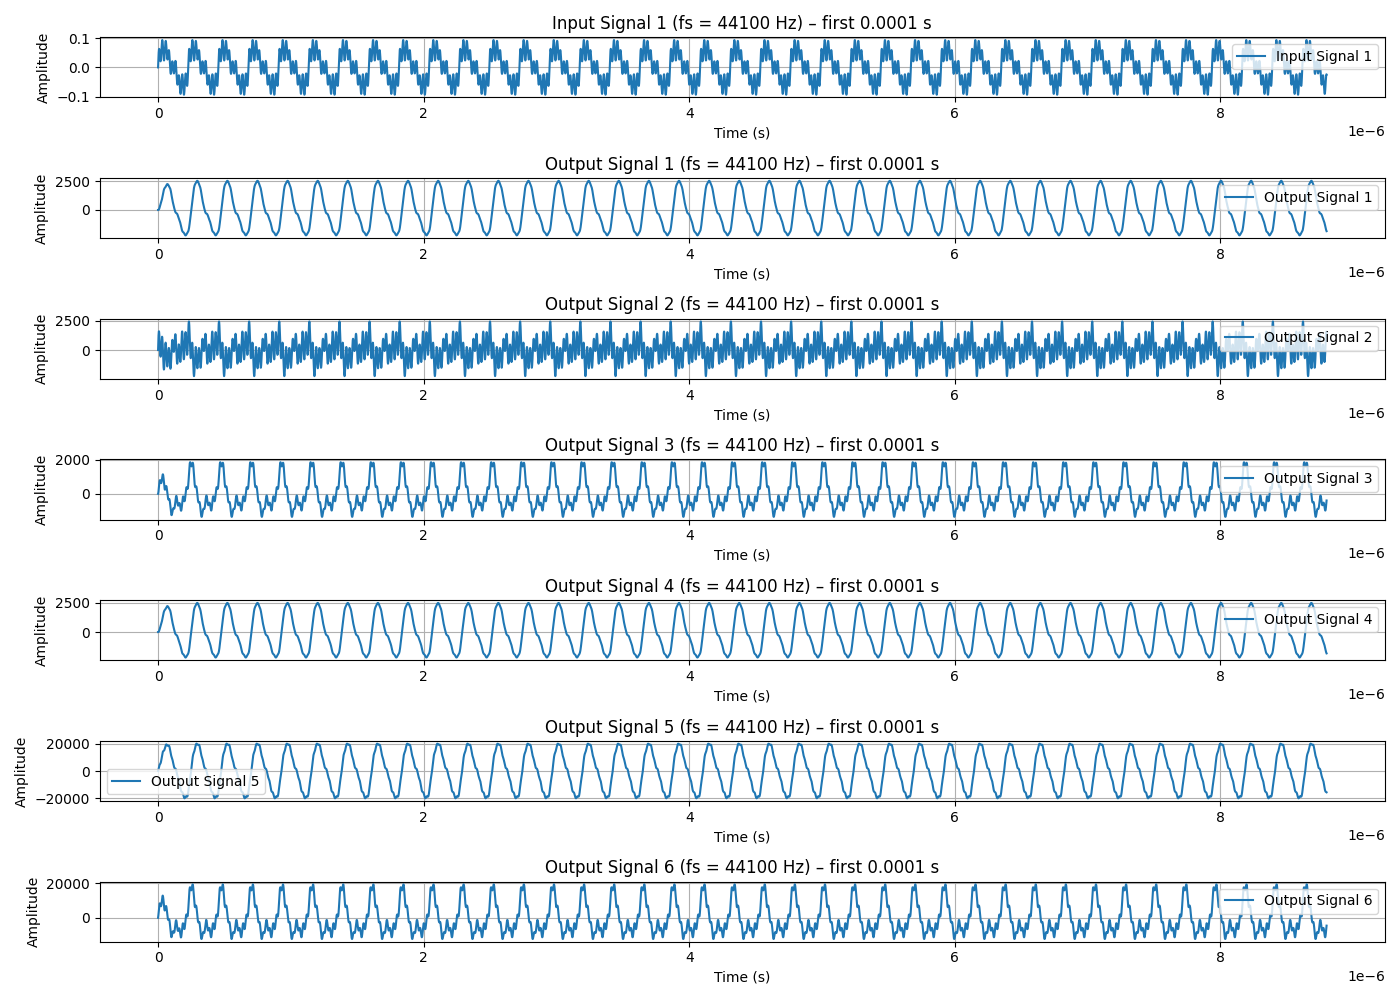 Input Signal 1 (fs = 44100 Hz) – first 0.0001 s
Amplitude
0.1
0.0
−0.1
Input Signal 1
0 2 4 6 8
1e−6
Time (s)
Output Signal 1 (fs = 44100 Hz) – first 0.0001 s
Amplitude
2500
0
Output Signal 1
0 2 4 6 8
1e−6
Time (s)
Output Signal 2 (fs = 44100 Hz) – first 0.0001 s
Amplitude
2500
0
Output Signal 2
0 2 4 6 8
1e−6
Time (s)
Output Signal 3 (fs = 44100 Hz) – first 0.0001 s
Amplitude
2000
0
Output Signal 3
0 2 4 6 8
1e−6
Time (s)
Output Signal 4 (fs = 44100 Hz) – first 0.0001 s
Amplitude
2500
0
Output Signal 4
0 2 4 6 8
1e−6
Time (s)
Output Signal 5 (fs = 44100 Hz) – first 0.0001 s
Amplitude
20000
0
−20000
Output Signal 5
0 2 4 6 8
1e−6
Time (s)
Output Signal 6 (fs = 44100 Hz) – first 0.0001 s
Amplitude
20000
0
Output Signal 6
0 2 4 6 8
1e−6
Time (s)